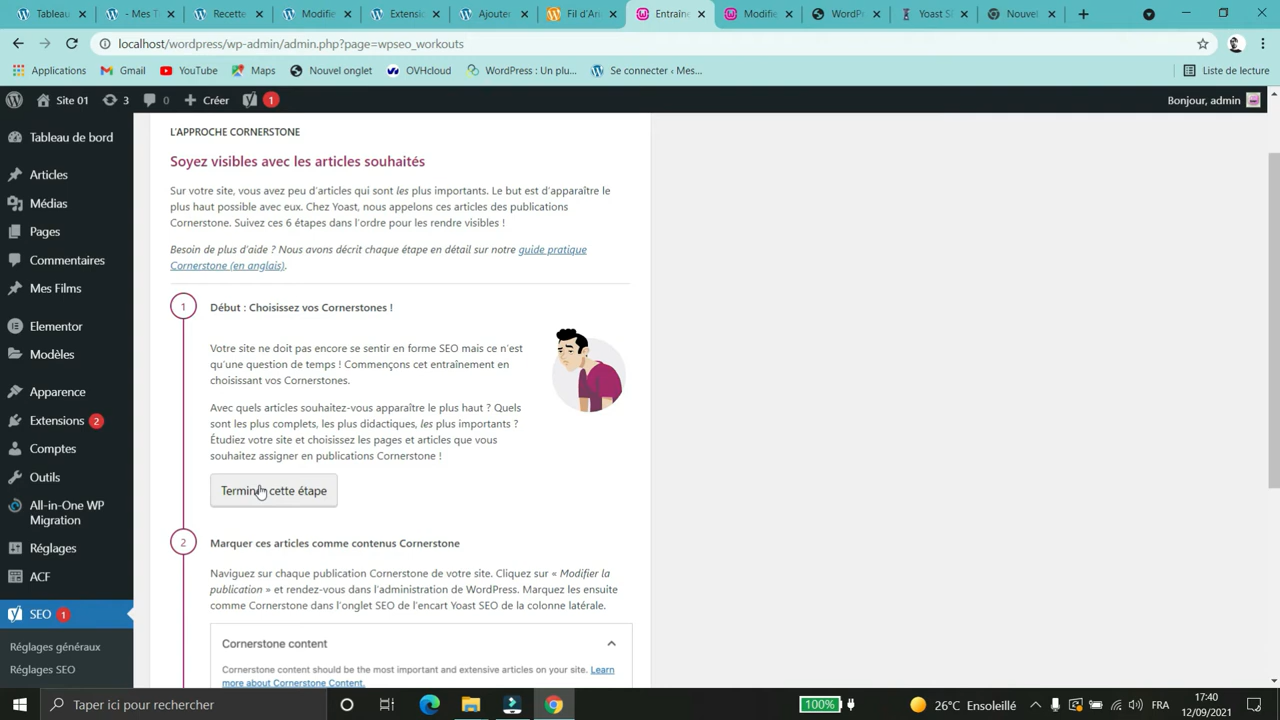 Tableau
- Mes T
Recette
Modifie
Extensic
Ajouter
Fil d'Ar
Entraîne
Modifie
WordPr
Yoast SE
Nouvel
localhost/wordpress/wp-admin/admin.php?page=wpseo_workouts
Applications
Gmail
YouTube
Maps
Nouvel onglet
OVHcloud
WordPress : Un plu...
Se connecter ‹ Mes...
Liste de lecture
Site 01
3
0
Créer
1
Bonjour, admin
Tableau de bord
Articles
Médias
Pages
Commentaires
Mes Films
Elementor
Modèles
Apparence
Extensions 2
Comptes
Outils
All-in-One WP
Migration
Réglages
ACF
SEO 1
Réglages généraux
Réglages SEO
L'APPROCHE CORNERSTONE
Soyez visibles avec les articles souhaités
Sur votre site, vous avez peu d'articles qui sont les plus importants. Le but est d'apparaître le
plus haut possible avec eux. Chez Yoast, nous appelons ces articles des publications
Cornerstone. Suivez ces 6 étapes dans l'ordre pour les rendre visibles !
Besoin de plus d'aide ? Nous avons décrit chaque étape en détail sur notre guide pratique
Cornerstone (en anglais).
1
Début : Choisissez vos Cornerstones !
Votre site ne doit pas encore se sentir en forme SEO mais ce n'est
qu'une question de temps ! Commençons cet entraînement en
choisissant vos Cornerstones.
Avec quels articles souhaitez-vous apparaître le plus haut ? Quels
sont les plus complets, les plus didactiques, les plus importants ?
Étudiez votre site et choisissez les pages et articles que vous
souhaitez assigner en publications Cornerstone !
Terminer cette étape
2
Marquer ces articles comme contenus Cornerstone
Naviguez sur chaque publication Cornerstone de votre site. Cliquez sur « Modifier la
publication » et rendez-vous dans l'administration de WordPress. Marquez les ensuite
comme Cornerstone dans l'onglet SEO de l'encart Yoast SEO de la colonne latérale.
Cornerstone content
Cornerstone content should be the most important and extensive articles on your site. Learn
more about Cornerstone Content.
Taper ici pour rechercher
100%
26°C Ensoleillé
FRA
17:40
12/09/2021